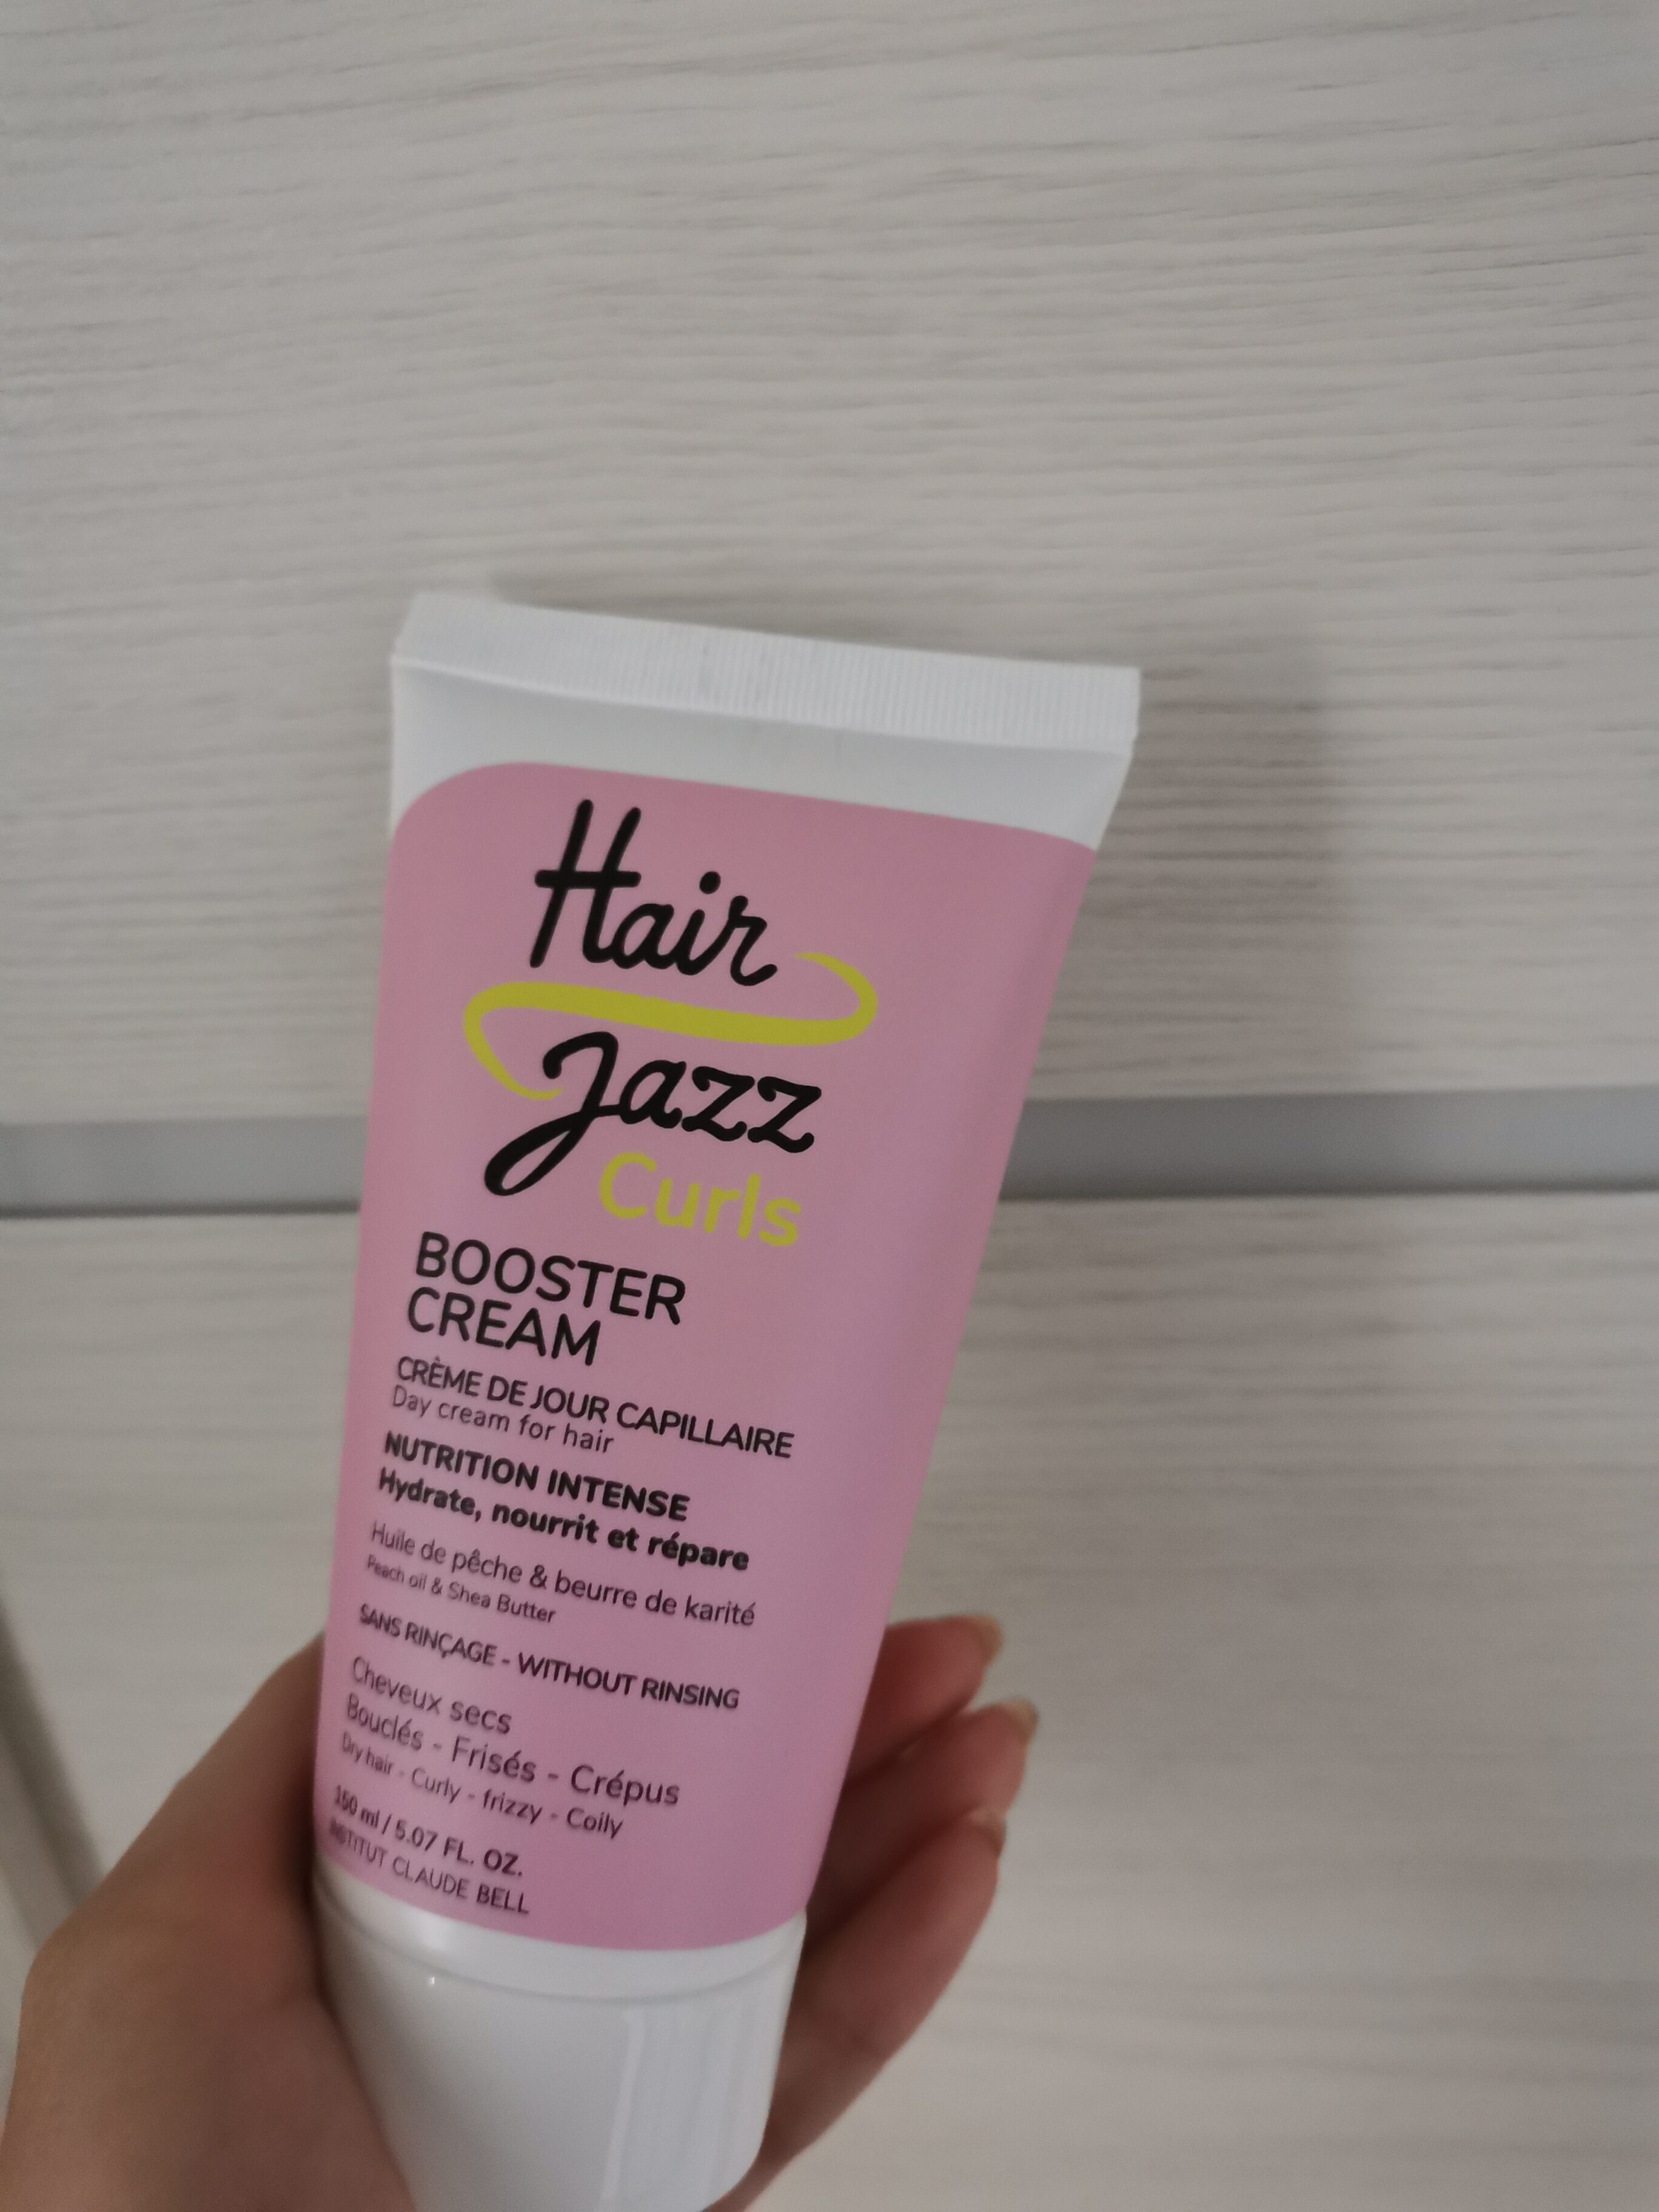 Hair
Jazz
Curls
BOOSTER
CREAM
CRÈME DE JOUR CAPILLAIRE
Day cream for hair
NUTRITION INTENSE
Hydrate, nourrit et répare
Huile de pêche & beurre de karité
Peach oil & Shea Butter
SANS RINÇAGE - WITHOUT RINSING
Cheveux secs
Bouclés - Frisés - Crépus
Dry hair - Curly - frizzy - Coily
150 ml / 5.07 FL. OZ.
INSTITUT CLAUDE BELL